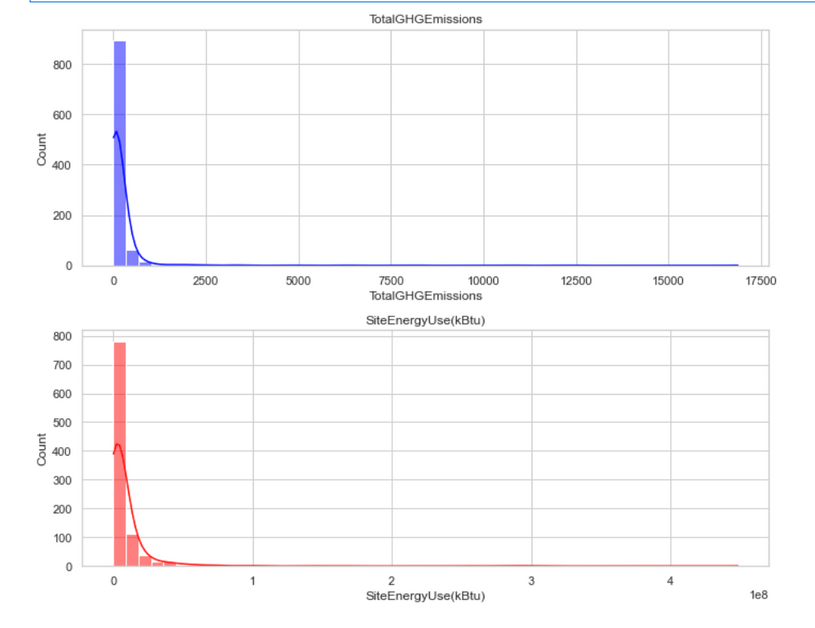 TotalGHGEmissions
800
600
400
200
0
Count
0 2500 5000 7500 10000 12500 15000 17500
TotalGHGEmissions
SiteEnergyUse(kBtu)
800
700
600
500
400
300
200
100
0
Count
0 1 2 3 4
1e8
SiteEnergyUse(kBtu)